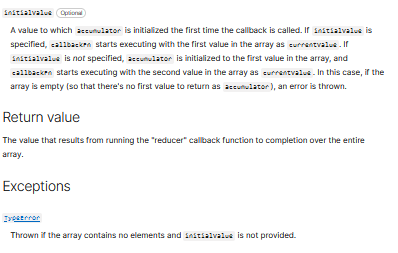 initialValue Optional
A value to which accumulator is initialized the first time the callback is called. If initialValue is
specified, callbackFn starts executing with the first value in the array as currentValue. If
initialValue is not specified, accumulator is initialized to the first value in the array, and
callbackFn starts executing with the second value in the array as currentValue. In this case, if the
array is empty (so that there's no first value to return as accumulator), an error is thrown.
Return value
The value that results from running the "reducer" callback function to completion over the entire
array.
Exceptions
TypeError
Thrown if the array contains no elements and initialValue is not provided.